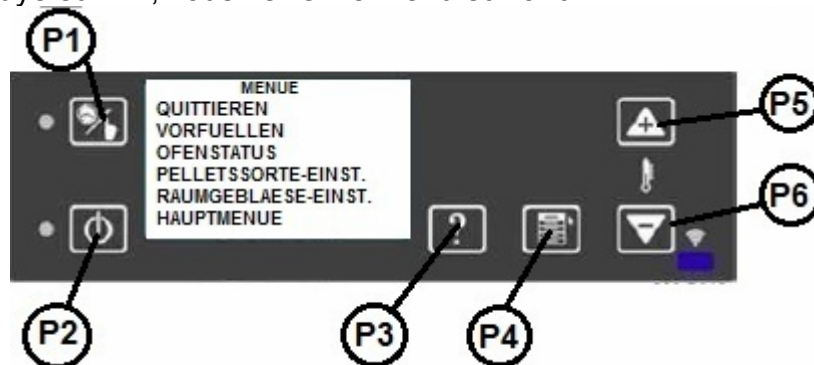 P1
MENUE
QUITTIEREN
VORFUELLEN
OFENSTATUS
PELLETSSORTE-EINST.
RAUMGEBLAESE-EINST.
HAUPTMENUE
+
P5
?
−
P6
P2
P3
P4